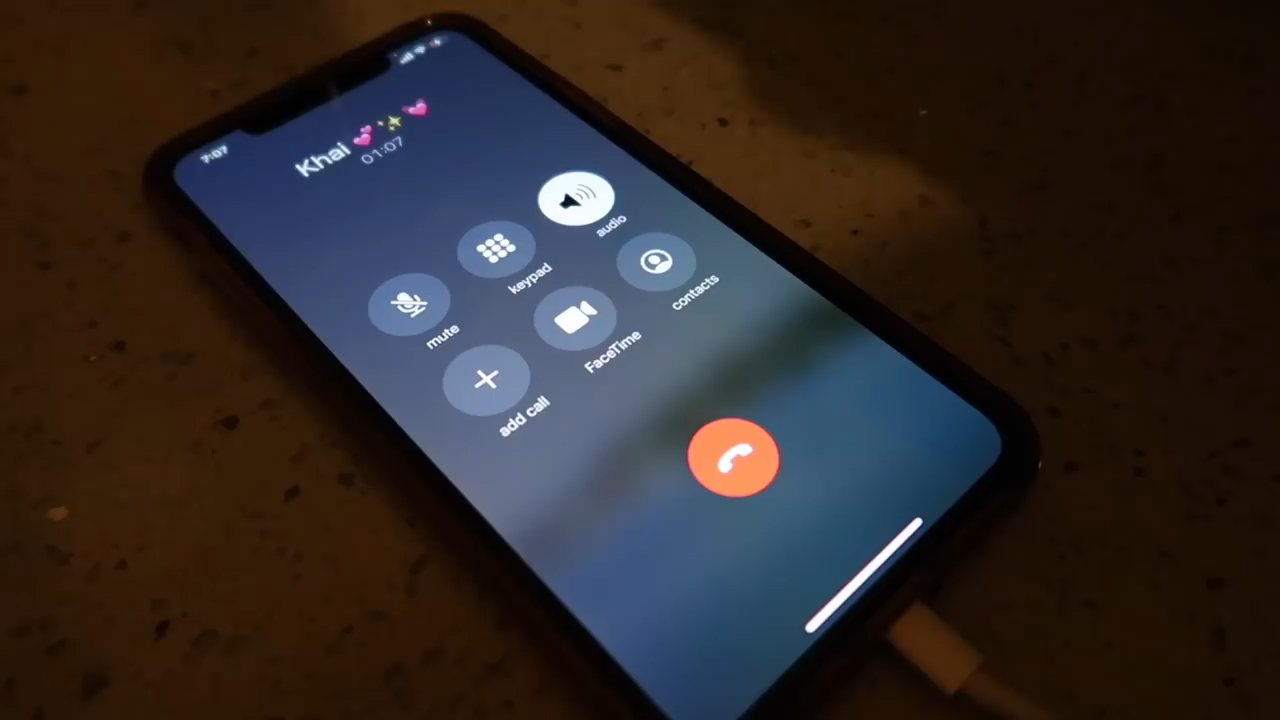 7:07
Khai 💕✨💓
01:07
mute
keypad
audio
add call
FaceTime
contacts